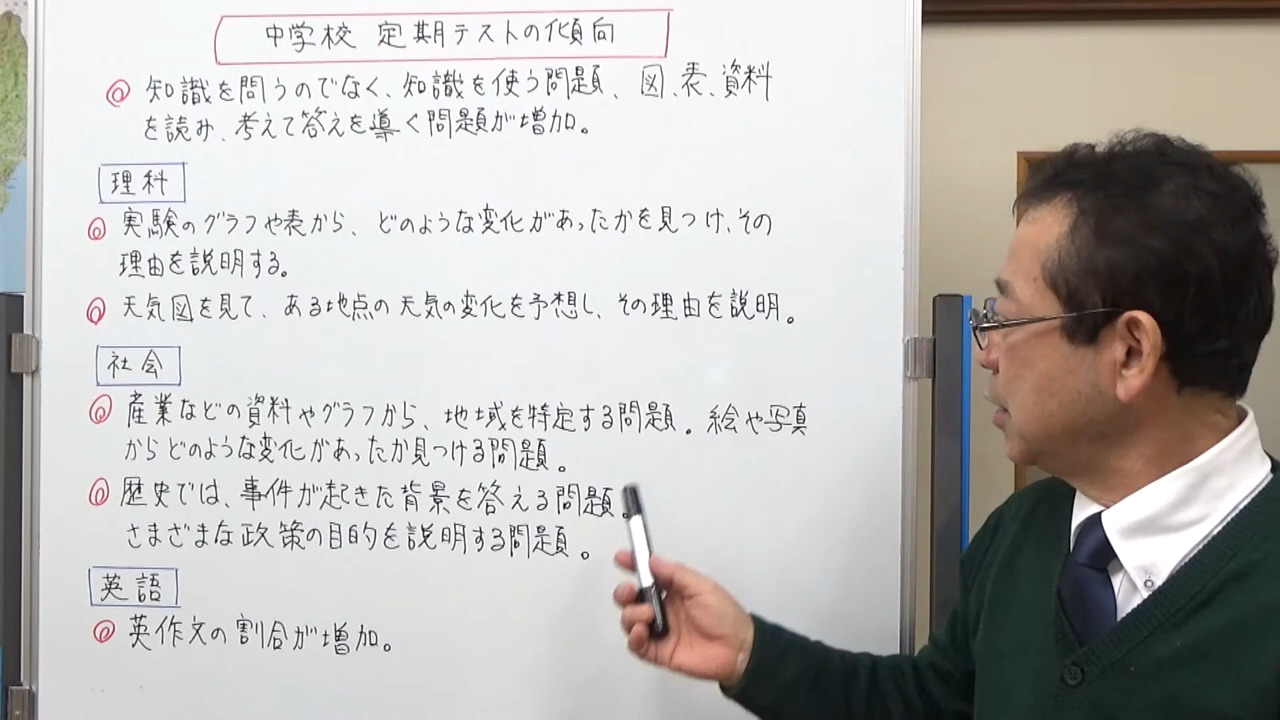 中学校 定期テストの傾向
◎ 知識を問うのでなく、知識を使う問題、図、表、資料
を読み、考えて答えを導く問題が増加。
理科
◎ 実験のグラフや表から、どのような変化があったかを見つけ、その
理由を説明する。
◎ 天気図を見て、ある地点の天気の変化を予想し、その理由を説明。
社会
◎ 産業などの資料やグラフから、地域を特定する問題。絵や写真
からどのような変化があったか見つける問題。
◎ 歴史では、事件が起きた背景を答える問題。
さまざまな政策の目的を説明する問題。
英語
◎ 英作文の割合が増加。